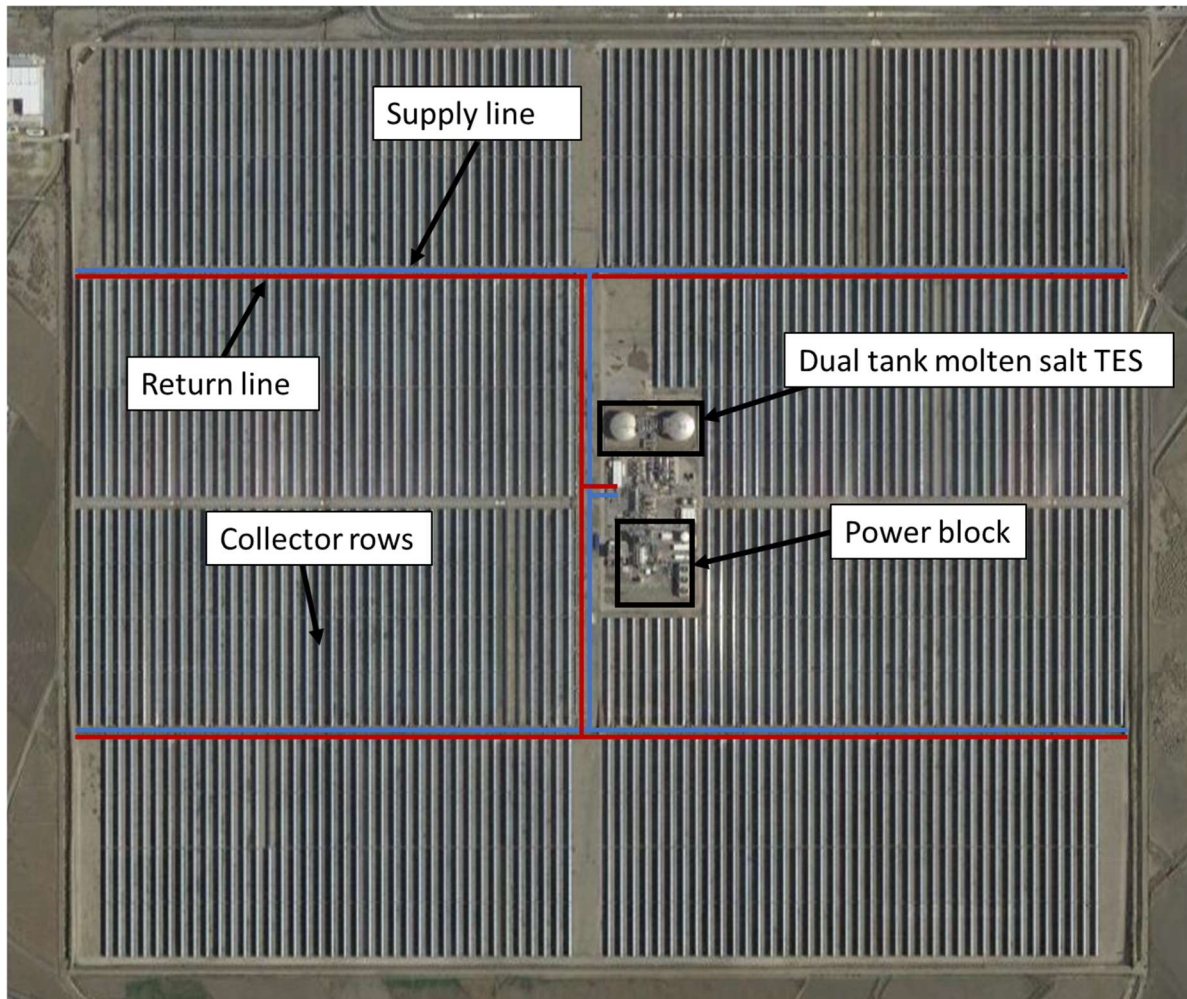 Supply line
Return line
Dual tank molten salt TES
Collector rows
Power block